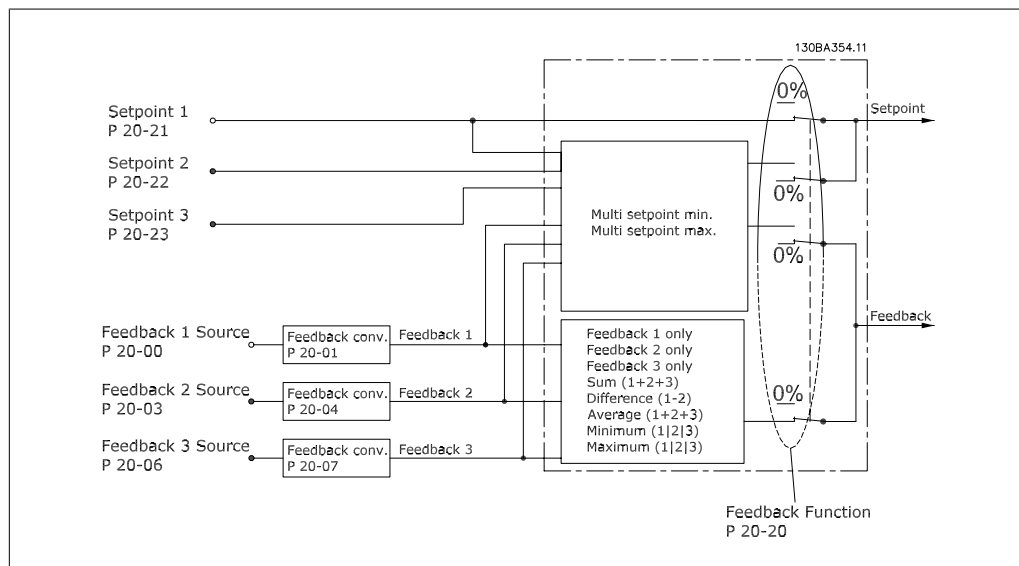 130BA354.11
0%
Setpoint 1
P 20-21
Setpoint
Setpoint 2
P 20-22
0%
Setpoint 3
P 20-23
Multi setpoint min.
Multi setpoint max.
0%
Feedback
Feedback 1 Source
P 20-00
Feedback conv.
P 20-01
Feedback 1
Feedback 2 Source
P 20-03
Feedback conv.
P 20-04
Feedback 2
Feedback 3 Source
P 20-06
Feedback conv.
P 20-07
Feedback 3
Feedback 1 only
Feedback 2 only
Feedback 3 only
Sum (1+2+3)
Difference (1-2)
Average (1+2+3)
Minimum (1|2|3)
Maximum (1|2|3)
0%
Feedback Function
P 20-20